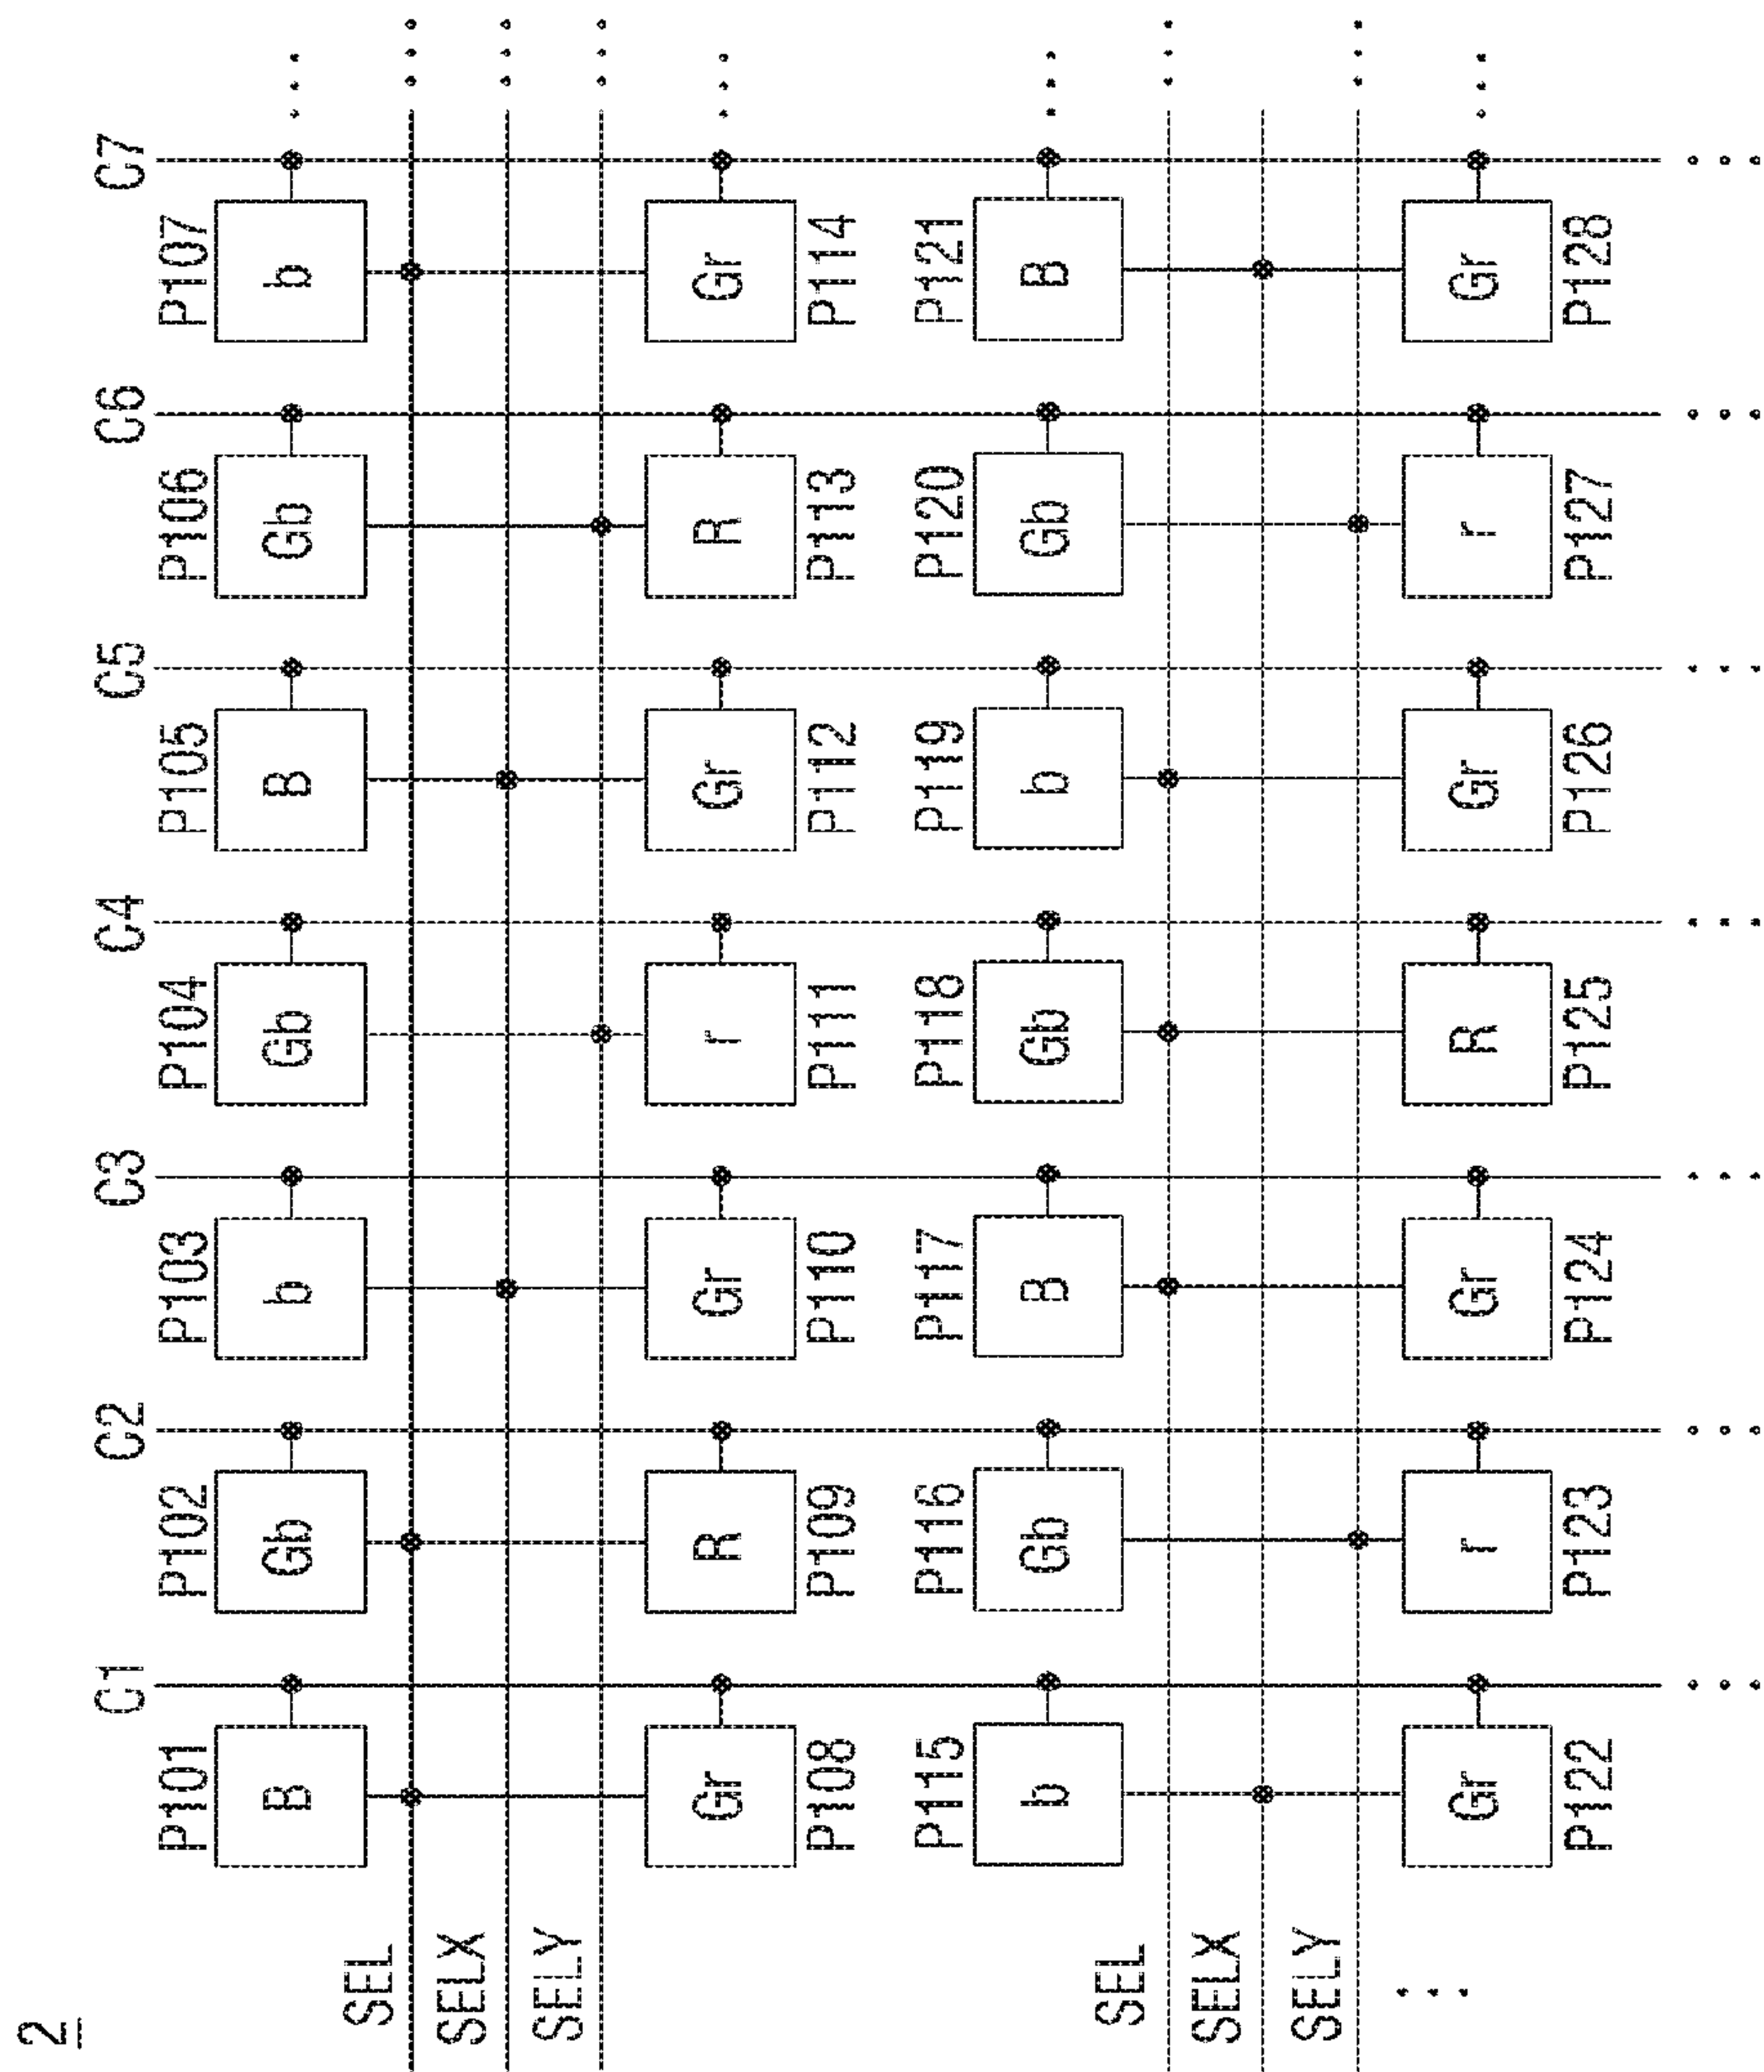 2
C1 C2 C3 C4 C5 C6 C7
P101 P102 P103 P104 P105 P106 P107
B Gb b Gb B Gb b
SEL
SELX
SELY
Gr R Gr r Gr R Gr
P108 P109 P110 P111 P112 P113 P114
P115 P116 P117 P118 P119 P120 P121
b Gb B Gb b Gb B
SEL
SELX
SELY
Gr r Gr R Gr r Gr
P122 P123 P124 P125 P126 P127 P128